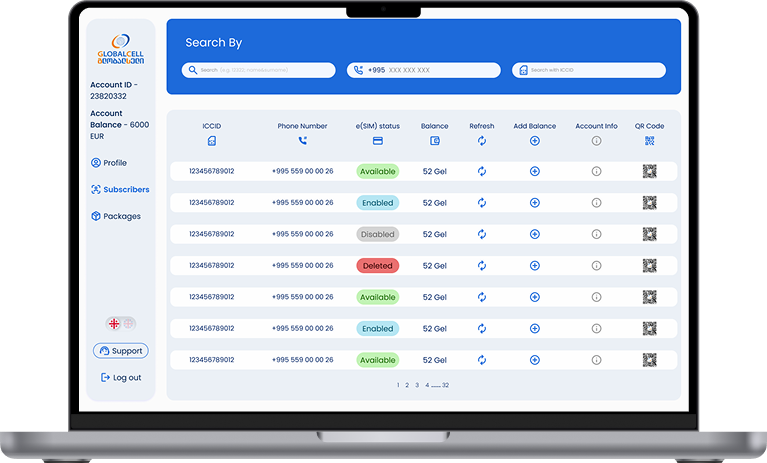 GLOBALCELL
გლობალსელი
Account ID -
23820332
Account
Balance - 6000
EUR
Profile
Subscribers
Packages
Support
Log out
Search By
Search (e.g. ICCID, name/surname)
+995 XXX XXX XXX
Search with ICCID
ICCID Phone Number e(SIM) status Balance Refresh Add Balance Account Info QR Code
123456789012 +995 559 00 00 26 Available 52 Gel
123456789012 +995 559 00 00 26 Enabled 52 Gel
123456789012 +995 559 00 00 26 Disabled 52 Gel
123456789012 +995 559 00 00 26 Deleted 52 Gel
123456789012 +995 559 00 00 26 Available 52 Gel
123456789012 +995 559 00 00 26 Enabled 52 Gel
123456789012 +995 559 00 00 26 Available 52 Gel
1 2 3 4 ..... 32